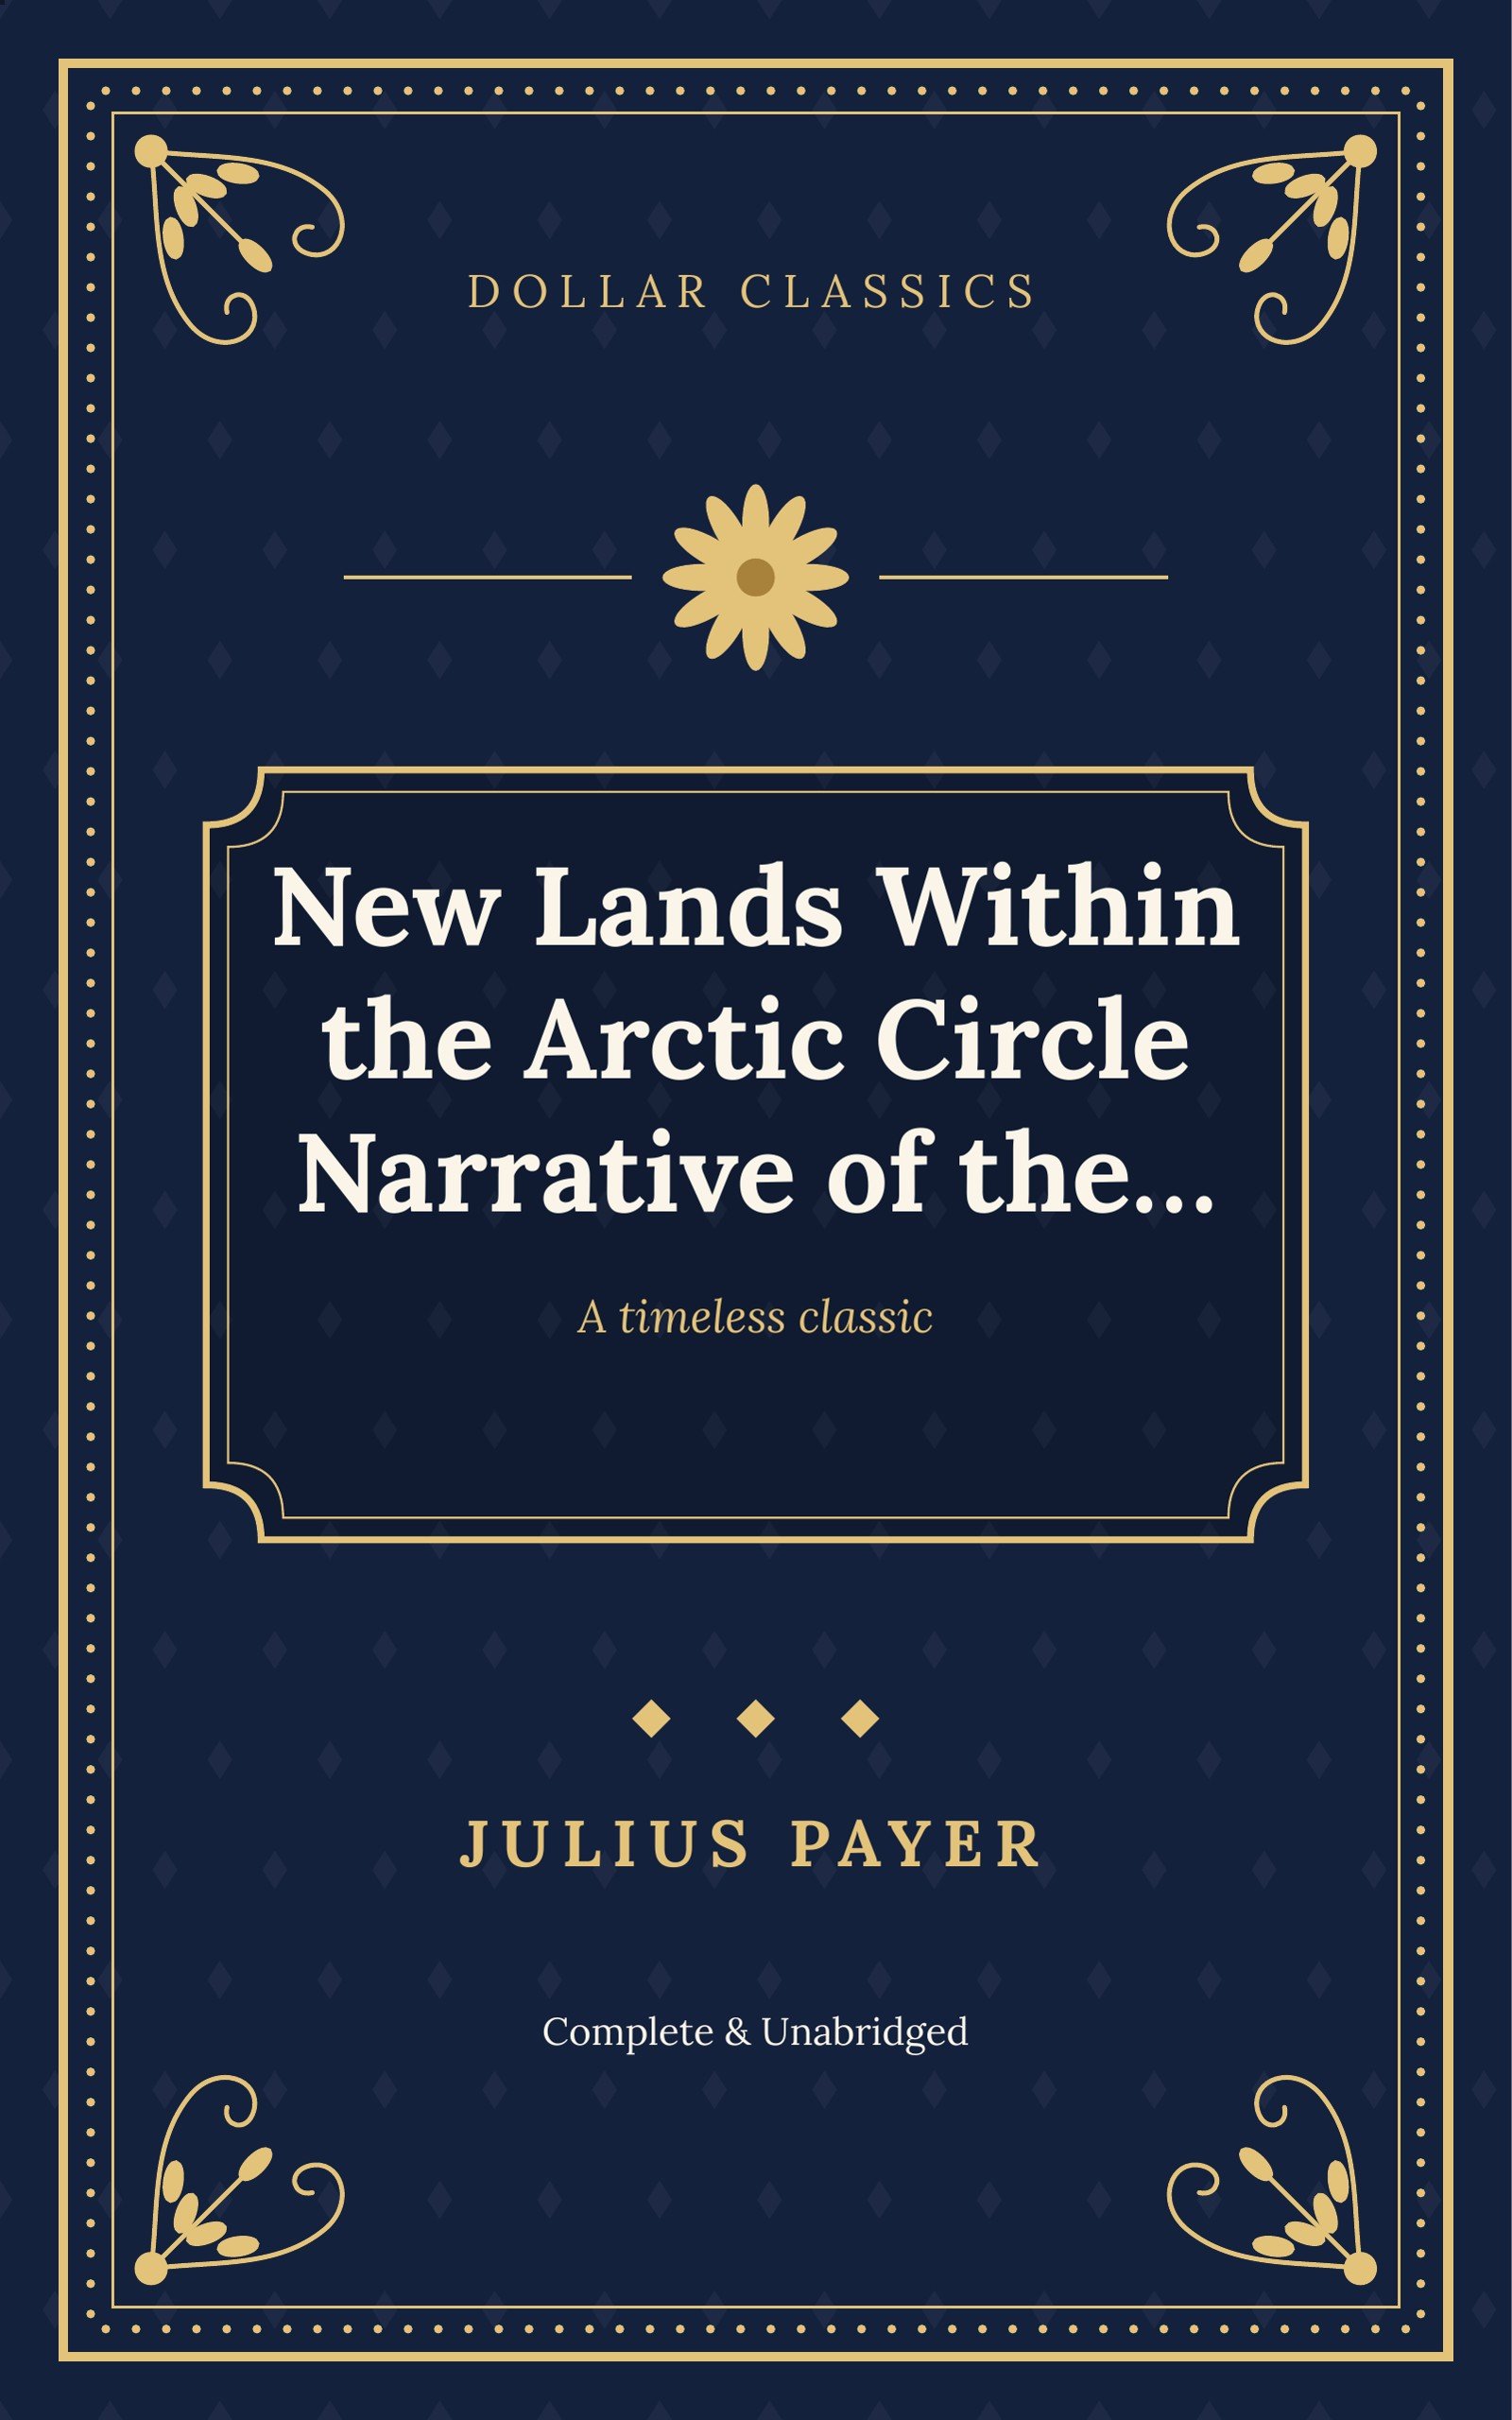 DOLLAR CLASSICS
New Lands Within
the Arctic Circle
Narrative of the...
A timeless classic
JULIUS PAYER
Complete & Unabridged